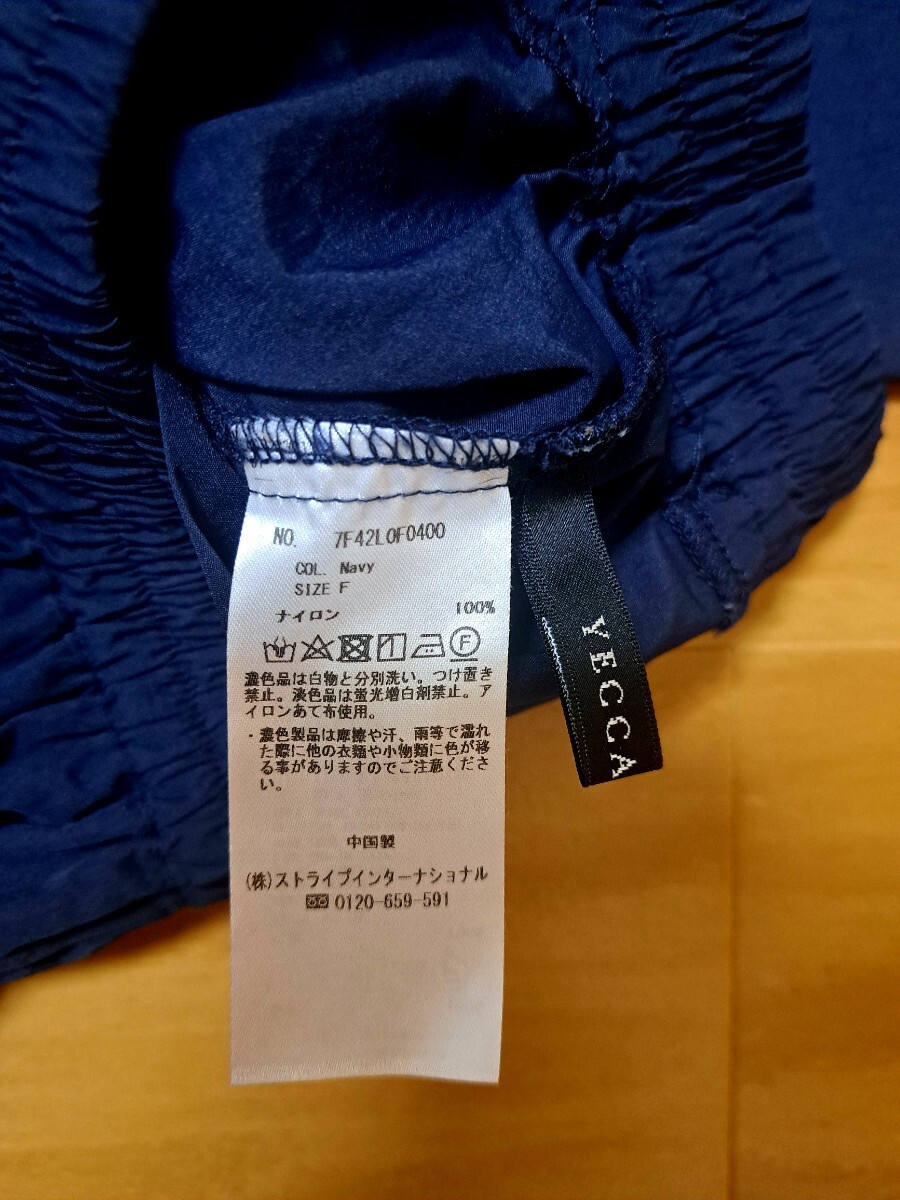 NO. 7F42L0F0400
COL. Navy
SIZE F
ナイロン 100%
F
濃色品は白物と分別洗い。つけ置き
禁止。淡色品は蛍光増白剤禁止。ア
イロンあて布使用。
・濃色製品は摩擦や汗、雨等で濡れ
た際に他の衣類や小物類に色が移
る事がありますのでご注意くださ
い。
中国製
(株)ストライプインターナショナル
0120-659-591
YECCA